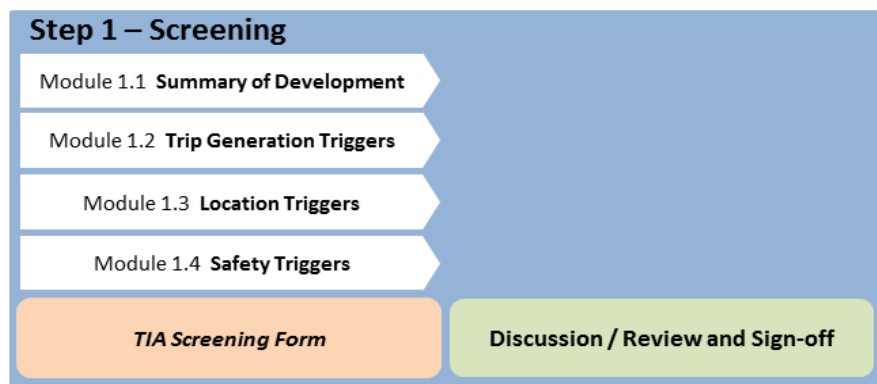 Step 1 – Screening
Module 1.1 Summary of Development
Module 1.2 Trip Generation Triggers
Module 1.3 Location Triggers
Module 1.4 Safety Triggers
TIA Screening Form
Discussion / Review and Sign-off